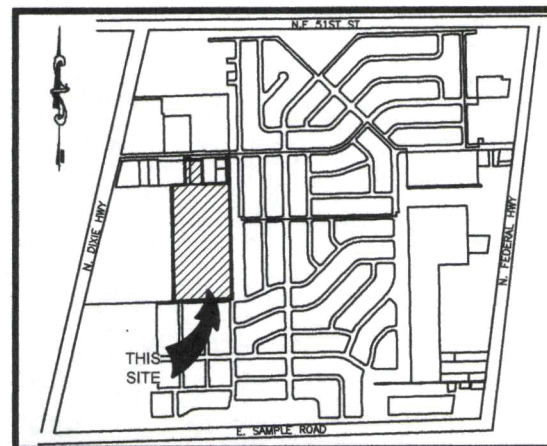 N.E 51ST ST
N. DIXIE HWY
N. FEDERAL HWY
THIS
SITE
E. SAMPLE ROAD